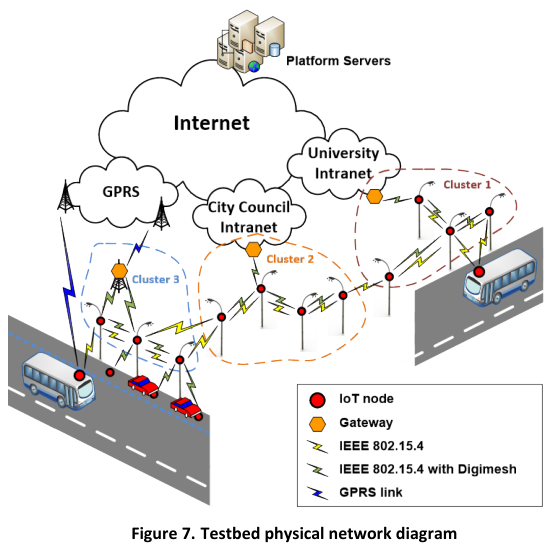 Platform Servers
Internet
University
Intranet
Cluster 1
GPRS
City Council
Intranet
Cluster 2
Cluster 3
IoT node
Gateway
IEEE 802.15.4
IEEE 802.15.4 with Digimesh
GPRS link
Figure 7. Testbed physical network diagram